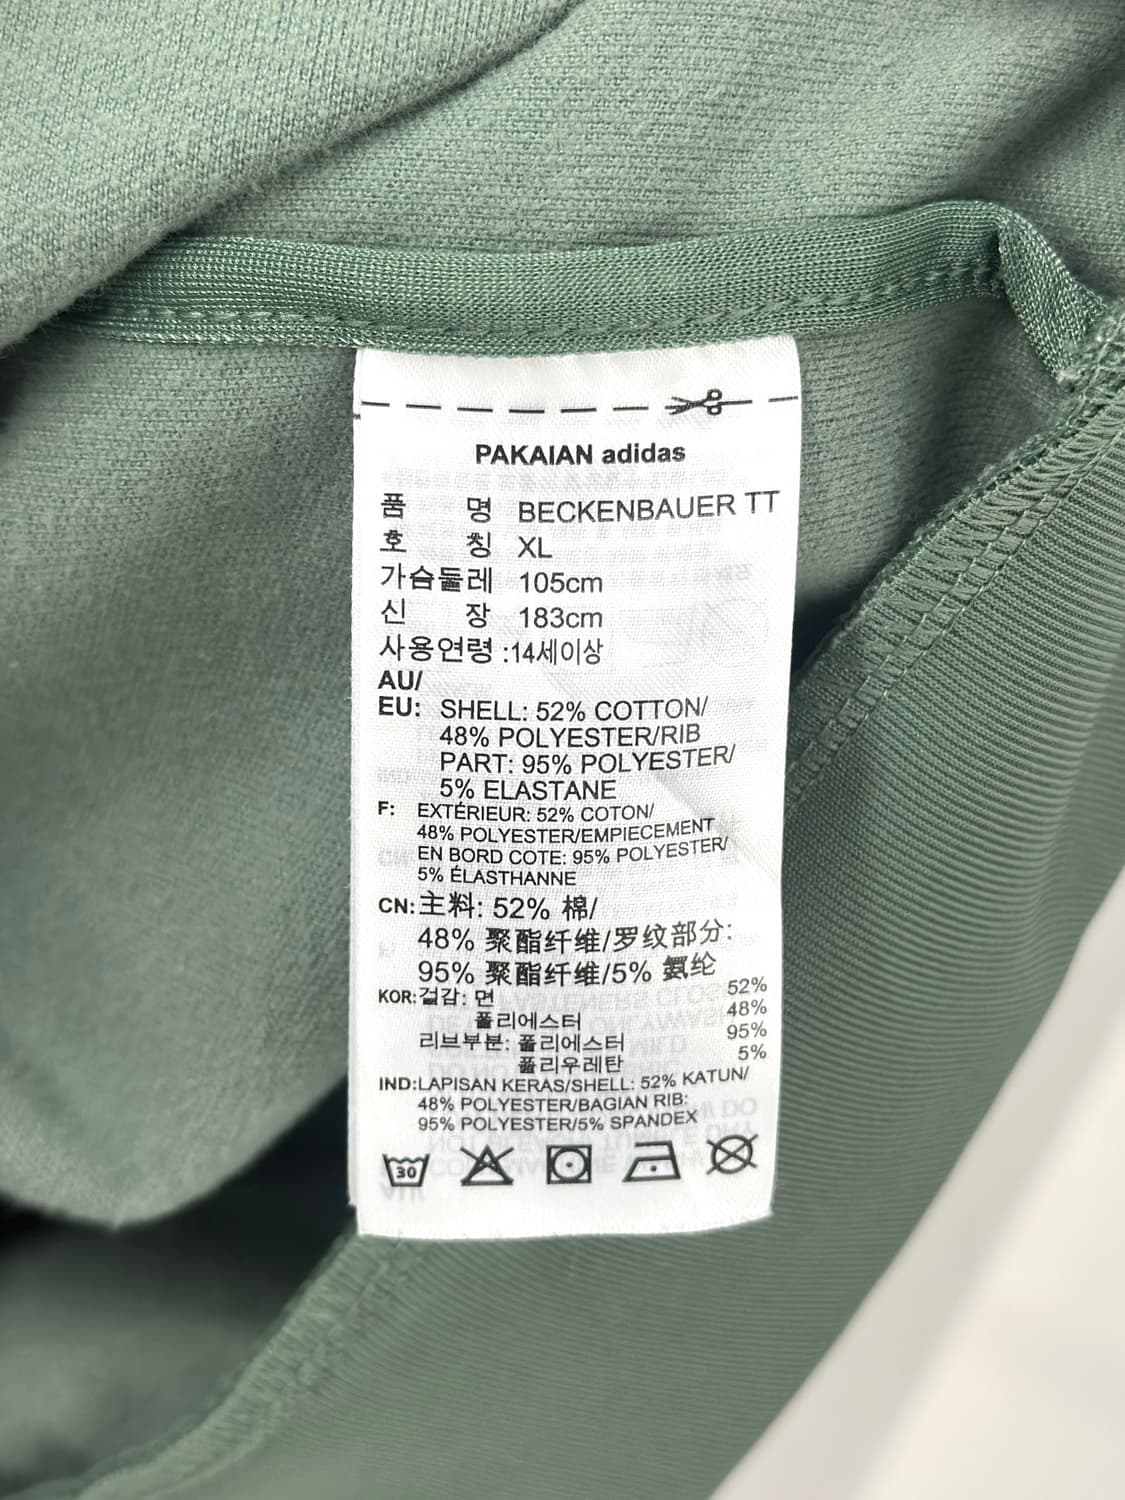 PAKAIAN adidas
품 명 BECKENBAUER TT
호 칭 XL
가슴둘레 105cm
신 장 183cm
사용연령 :14세이상
AU/
EU: SHELL: 52% COTTON/
48% POLYESTER/RIB
PART: 95% POLYESTER/
5% ELASTANE
F: EXTÉRIEUR: 52% COTON/
48% POLYESTER/EMPIECEMENT
EN BORD COTE: 95% POLYESTER/
5% ÉLASTHANNE
CN:主料: 52% 棉/
48% 聚酯纤维/罗纹部分:
95% 聚酯纤维/5% 氨纶
KOR:겉감: 면 52%
폴리에스터 48%
리브부분: 폴리에스터 95%
폴리우레탄 5%
IND:LAPISAN KERAS/SHELL: 52% KATUN/
48% POLYESTER/BAGIAN RIB:
95% POLYESTER/5% SPANDEX
30